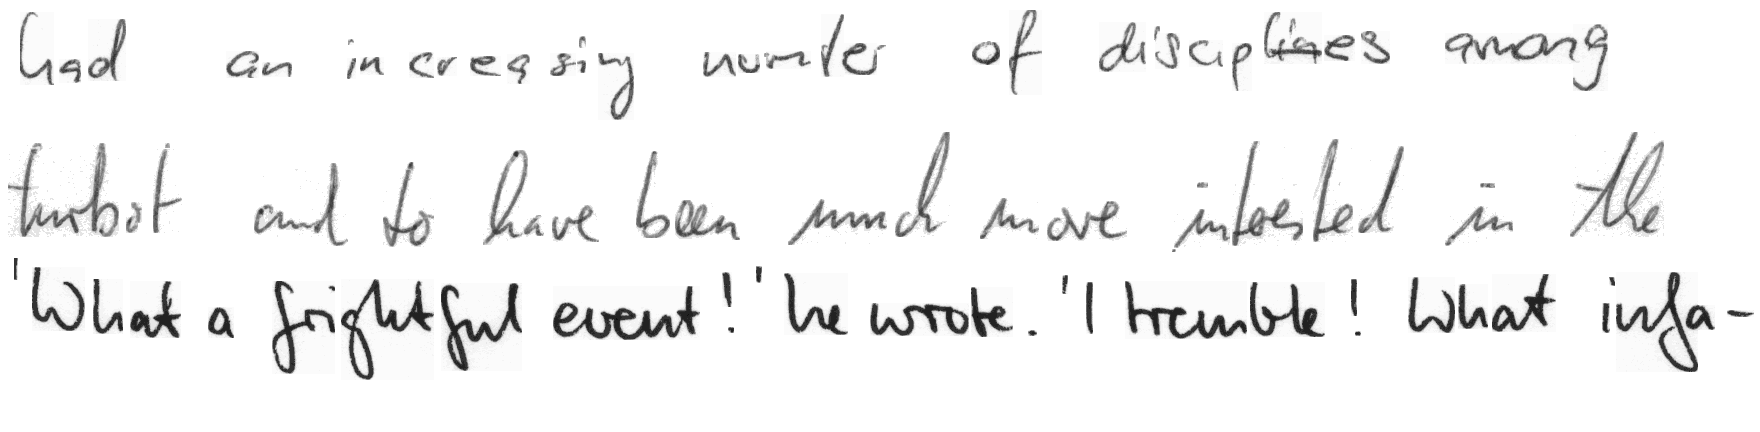 had an increasing number of disciplines among
turbot and to have been much more interested in the
'What a frightful event!' he wrote. 'I tremble! What infa-